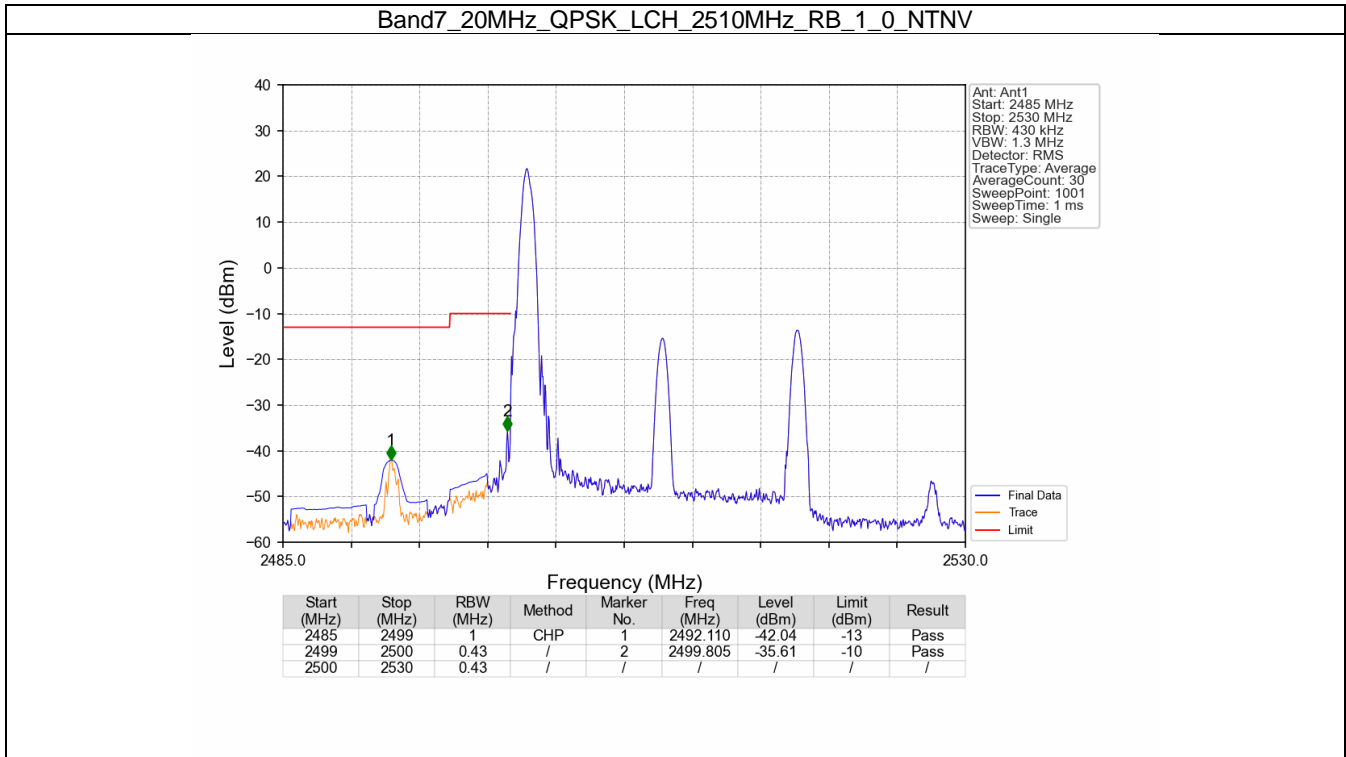 Band7_20MHz_QPSK_LCH_2510MHz_RB_1_0_NTNV
Ant: Ant1
Start: 2485 MHz
Stop: 2530 MHz
RBW: 430 kHz
VBW: 1.3 MHz
Detector: RMS
TraceType: Average
AverageCount: 30
SweepPoint: 1001
SweepTime: 1 ms
Sweep: Single
Level (dBm)
40
30
20
10
0
−10
−20
−30
−40
−50
−60
1
2
2485.0
2530.0
Frequency (MHz)
Final Data
Trace
Limit
Start (MHz) Stop (MHz) RBW (MHz) Method Marker No. Freq (MHz) Level (dBm) Limit (dBm) Result
2485 2499 1 CHP 1 2492.110 -42.04 -13 Pass
2499 2500 0.43 / 2 2499.805 -35.61 -10 Pass
2500 2530 0.43 / / / / / /